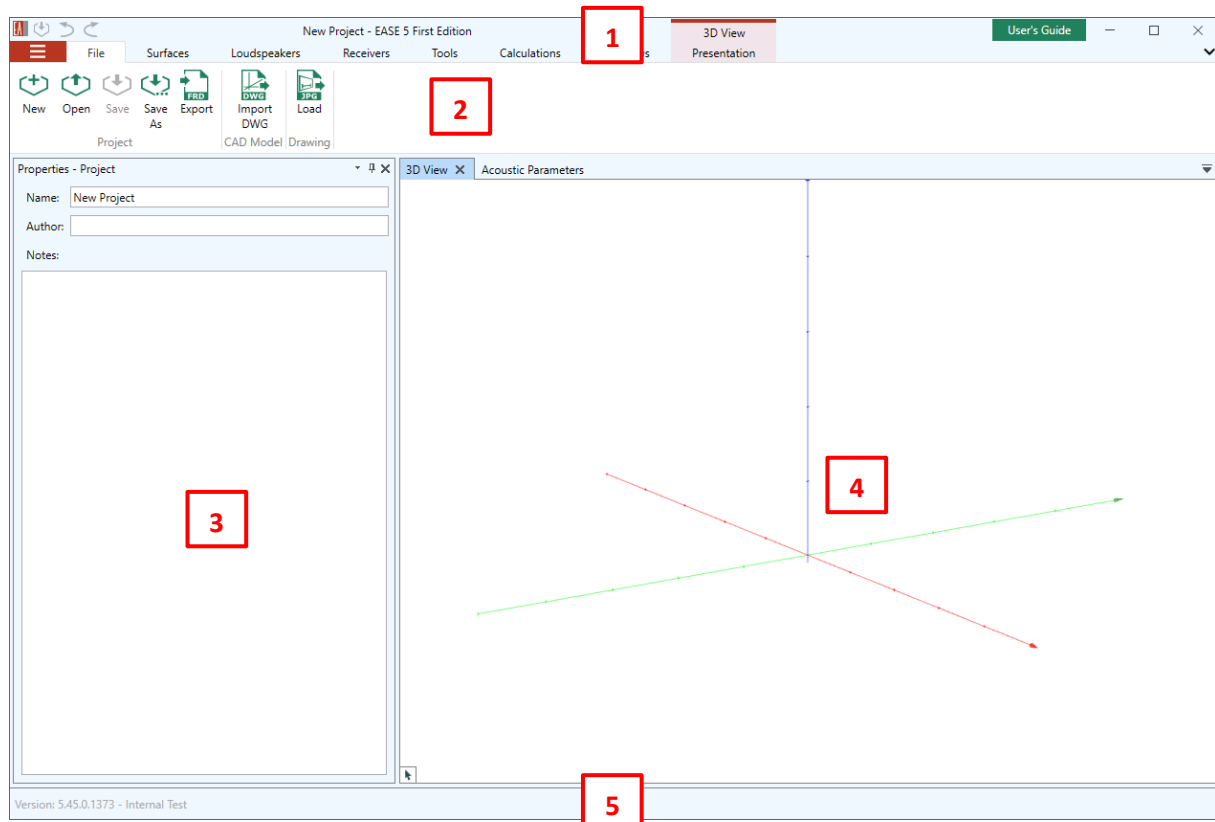 New Project - EASE 5 First Edition
1
3D View
User's Guide
File Surfaces Loudspeakers Receivers Tools Calculations Presentation
New Open Save Save As Export Import DWG Load
FRD DWG JPG
2
Project CAD Model Drawing
Properties - Project
3D View Acoustic Parameters
Name: New Project
Author:
Notes:
3
4
Version: 5.45.0.1373 - Internal Test
5